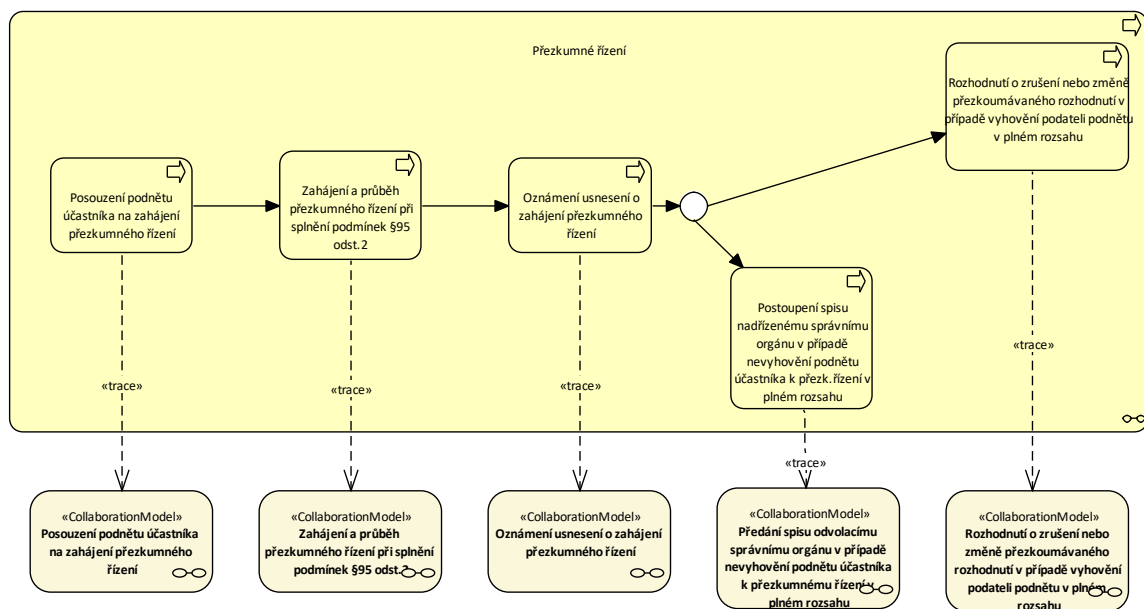 Přezkumné řízení
Posouzení podnětu
účastníka na zahájení
přezkumného řízení
Zahájení a průběh
přezkumného řízení při
splnění podmínek §95
odst.2
Oznámení usnesení o
zahájení přezkumného
řízení
Rozhodnutí o zrušení nebo změně
přezkoumávaného rozhodnutí v
případě vyhovění podateli podnětu
v plném rozsahu
Postoupení spisu
nadřízenému správnímu
orgánu v případě
nevyhovění podnětu
účastníka k přezk. řízení v
plném rozsahu
«trace»
«trace»
«trace»
«trace»
«trace»
«CollaborationModel»
Posouzení podnětu účastníka
na zahájení přezkumného
řízení
«CollaborationModel»
Zahájení a průběh
přezkumného řízení při splnění
podmínek §95 odst.2
«CollaborationModel»
Oznámení usnesení o zahájení
přezkumného řízení
«CollaborationModel»
Předání spisu odvolacímu
správnímu orgánu v případě
nevyhovění podnětu účastníka
k přezkumnému řízení v
plném rozsahu
«CollaborationModel»
Rozhodnutí o zrušení nebo
změně přezkoumávaného
rozhodnutí v případě vyhovění
podateli podnětu v plném
rozsahu